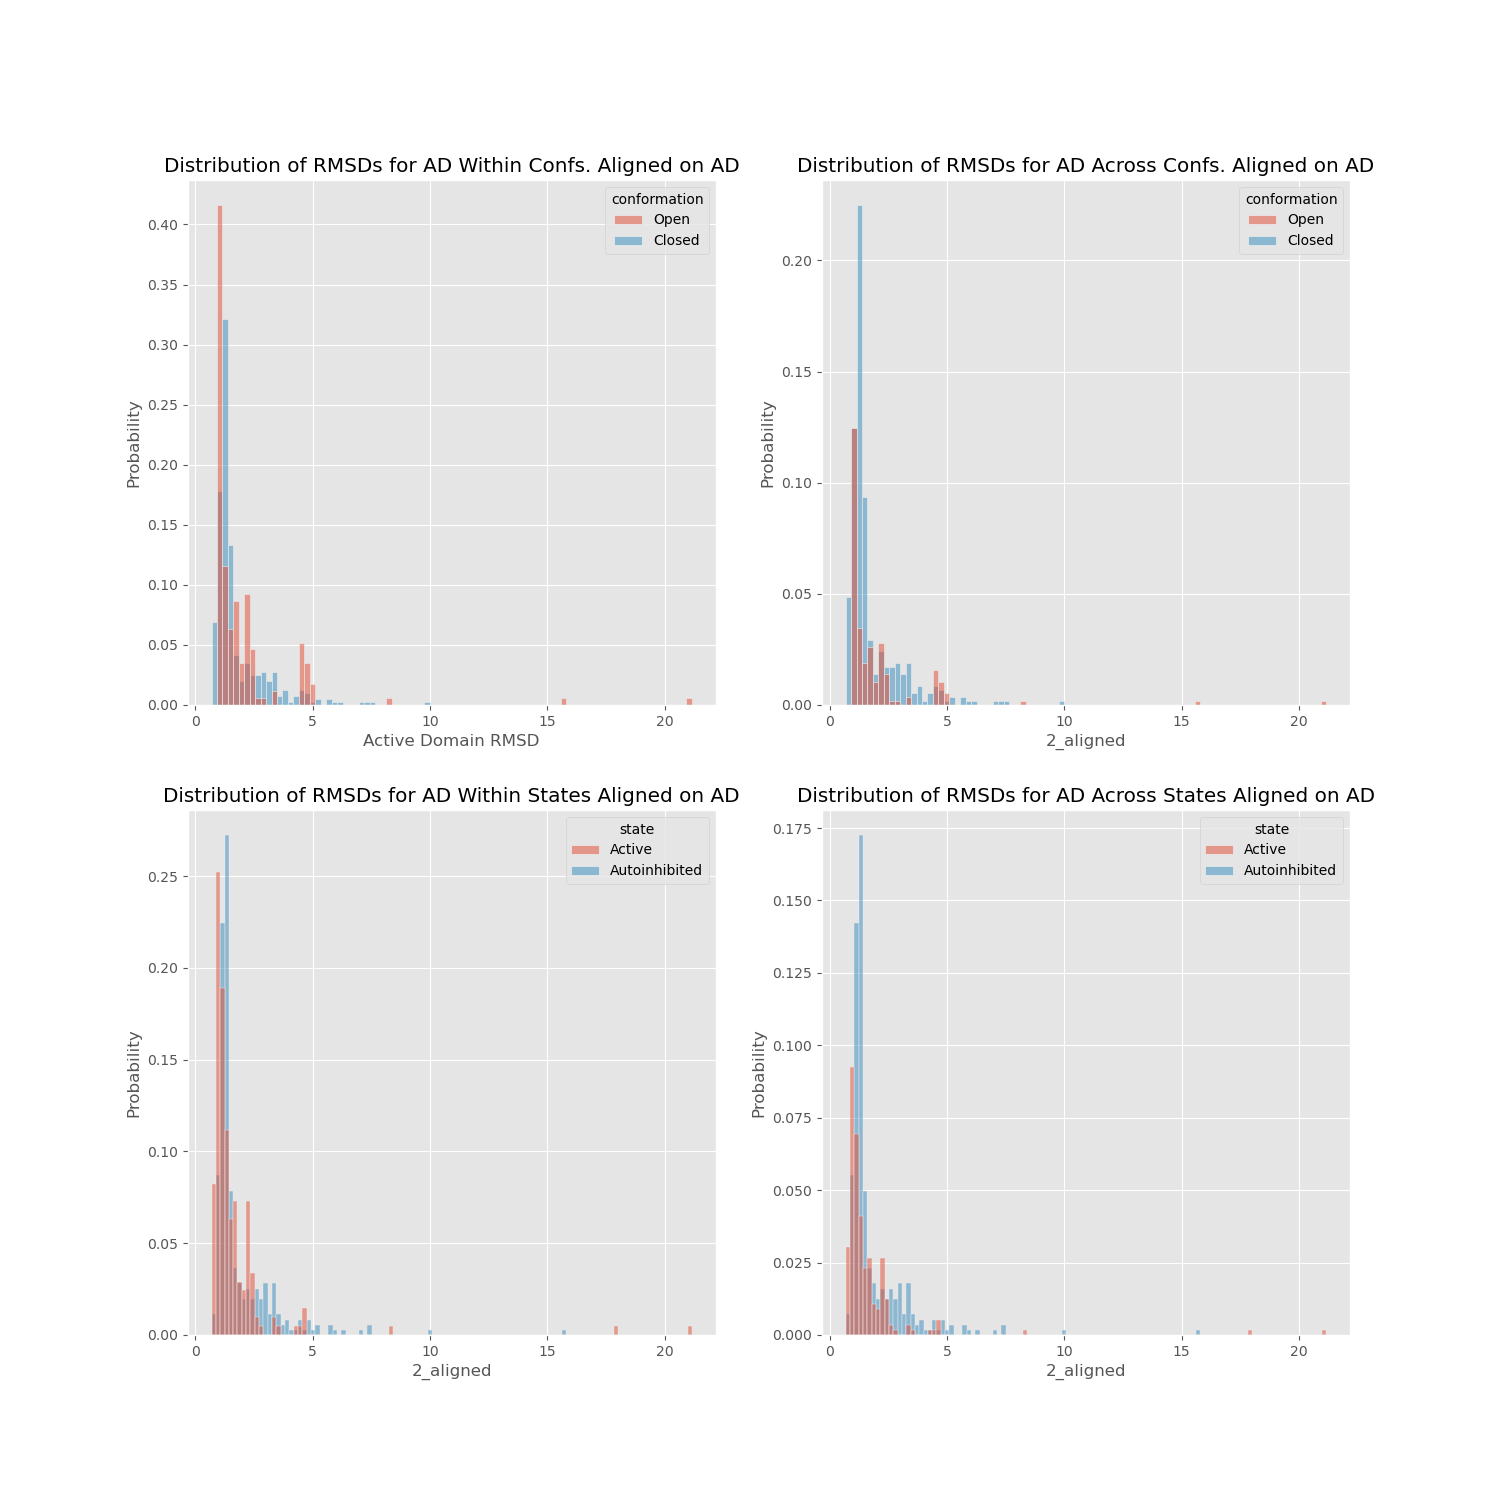 Distribution of RMSDs for AD Within Confs. Aligned on AD
conformation
Open
Closed
0.40
0.35
0.30
0.25
0.20
0.15
0.10
0.05
0.00
Probability
0 5 10 15 20
Active Domain RMSD
Distribution of RMSDs for AD Across Confs. Aligned on AD
conformation
Open
Closed
0.20
0.15
0.10
0.05
0.00
Probability
0 5 10 15 20
2_aligned
Distribution of RMSDs for AD Within States Aligned on AD
state
Active
Autoinhibited
0.25
0.20
0.15
0.10
0.05
0.00
Probability
0 5 10 15 20
2_aligned
Distribution of RMSDs for AD Across States Aligned on AD
state
Active
Autoinhibited
0.175
0.150
0.125
0.100
0.075
0.050
0.025
0.000
Probability
0 5 10 15 20
2_aligned